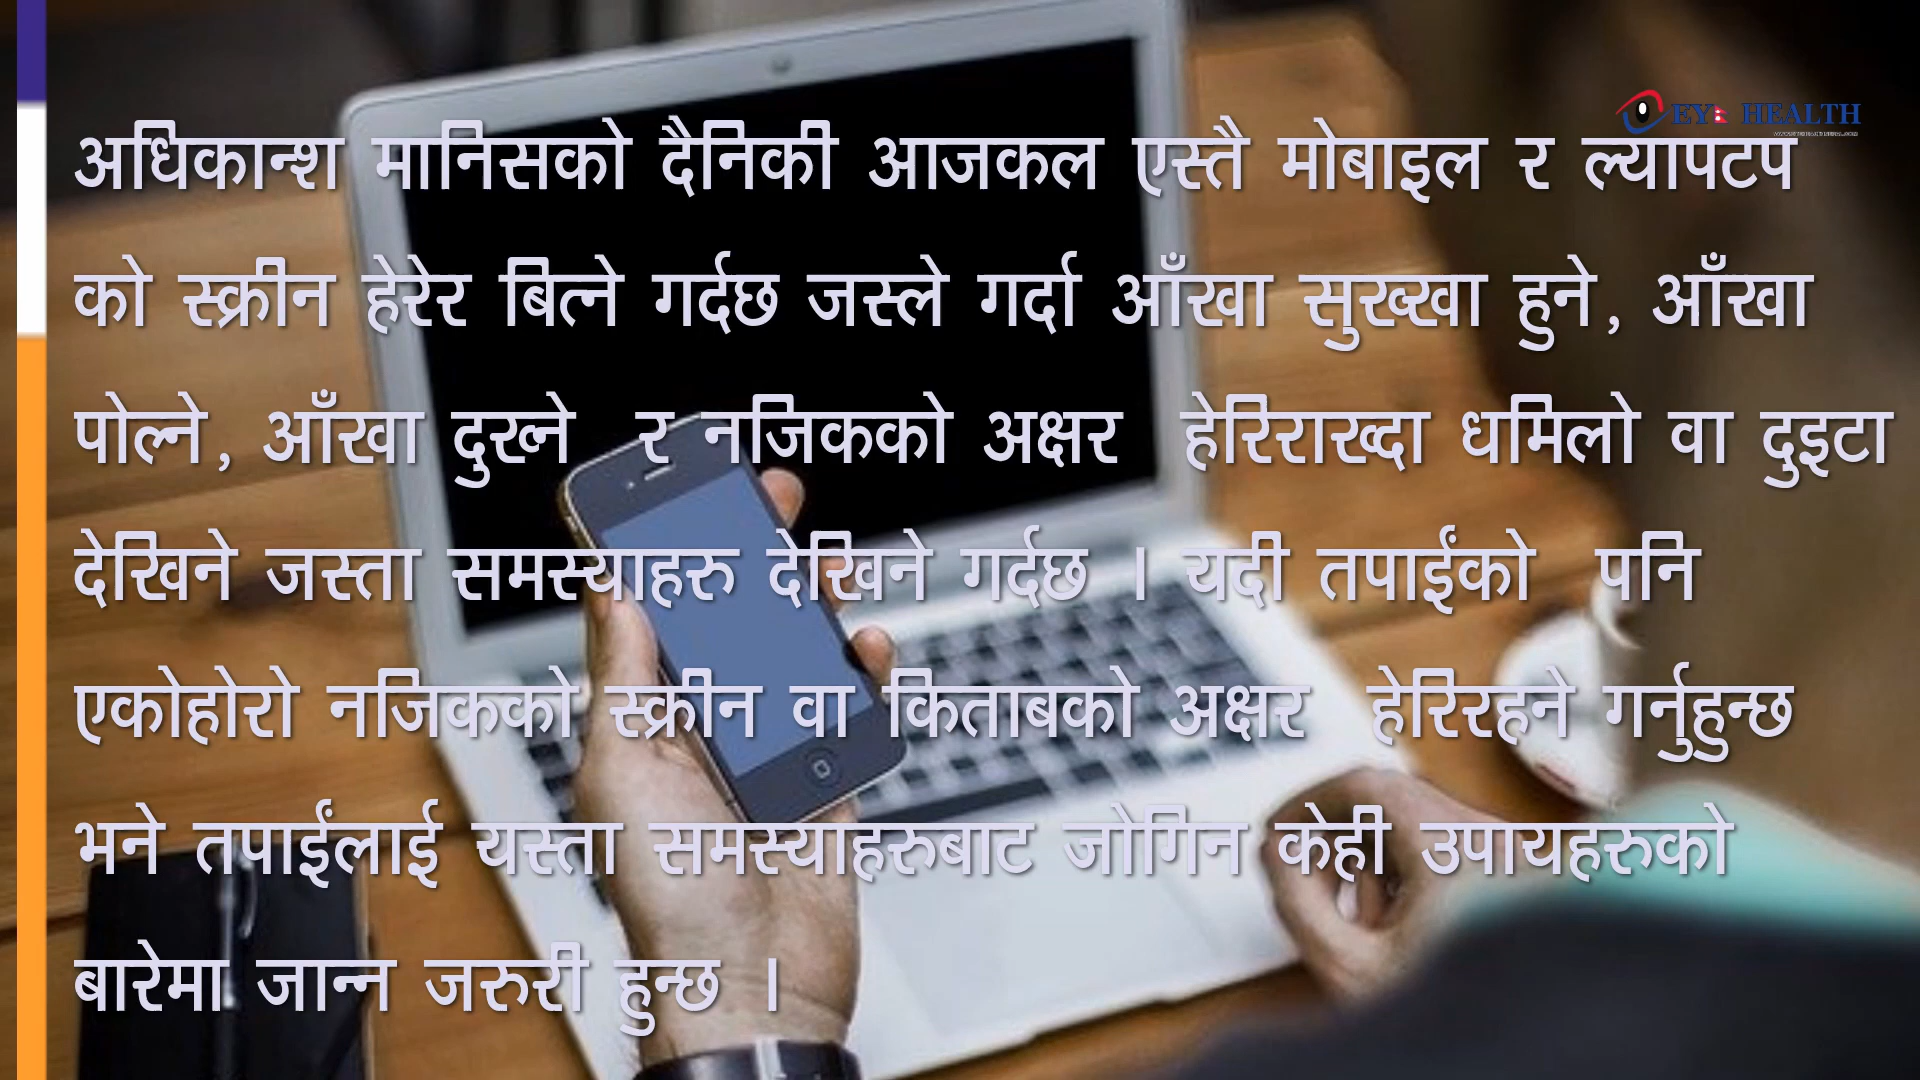 EYE HEALTH
अधिकान्श मानिसको दैनिकी आजकल एस्तै मोबाइल र ल्यापटप
को स्क्रीन हेरेर बित्ने गर्दछ जस्ले गर्दा आँखा सुख्खा हुने, आँखा
पोल्ने, आँखा दुख्ने र नजिकको अक्षर हेरिराख्दा धमिलो वा दुइटा
देखिने जस्ता समस्याहरु देखिने गर्दछ । यदी तपाईंको पनि
एकोहोरो नजिकको स्क्रीन वा किताबको अक्षर हेरिरहने गर्नुहुन्छ
भने तपाईंलाई यस्ता समस्याहरुबाट जोगिन केही उपायहरुको
बारेमा जान्न जरुरी हुन्छ ।